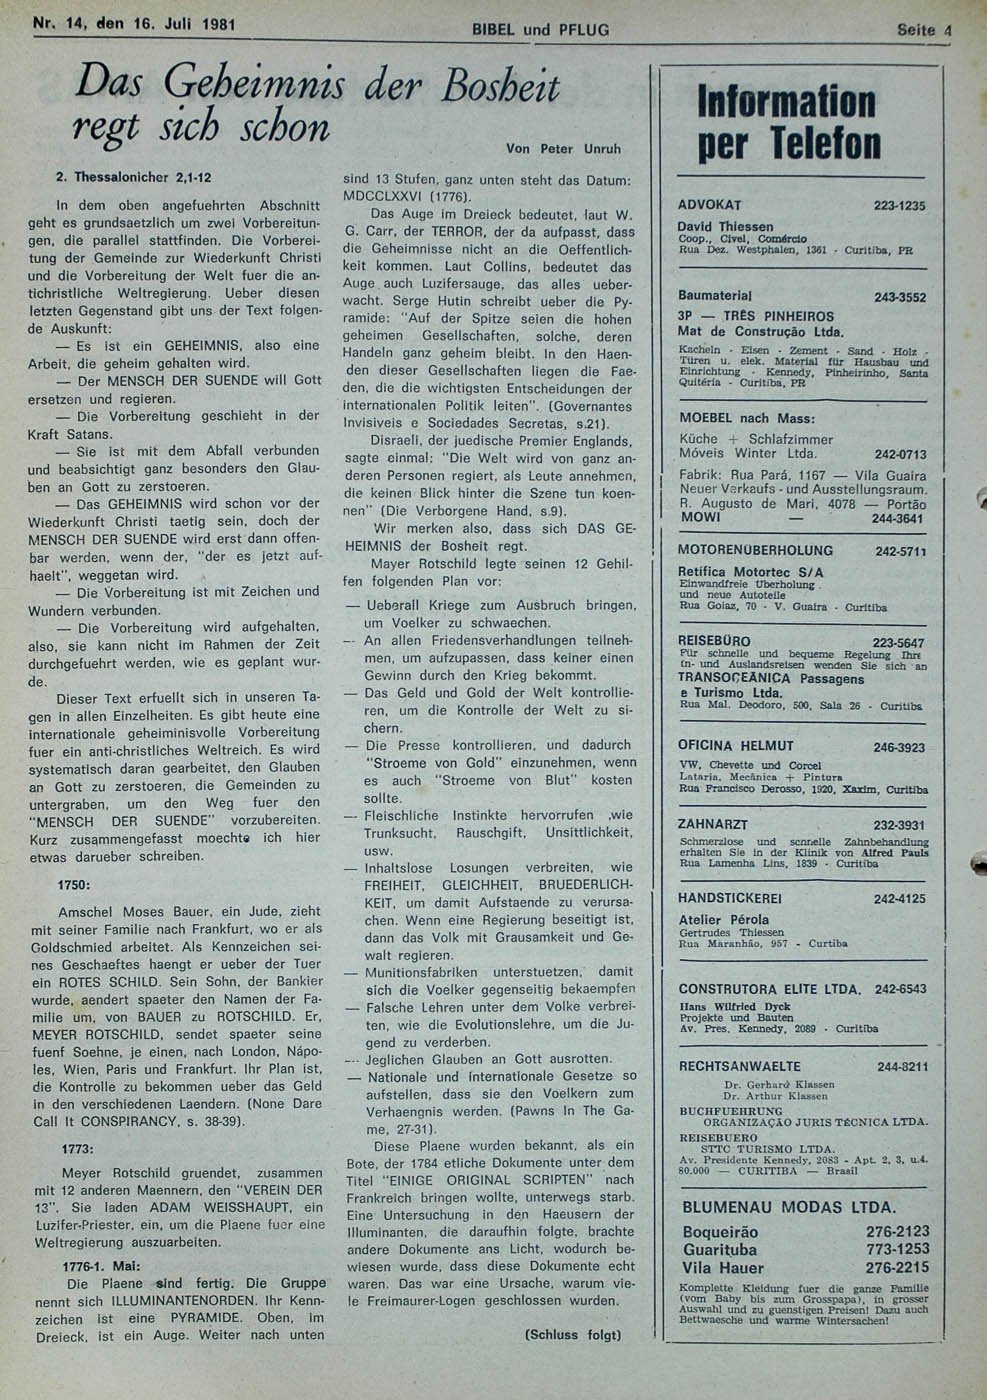 Nr. 14, den 16. Juli 1981
BIBEL und PFLUG
Seite 4
Das Geheimnis der Bosheit
regt sich schon
Von Peter Unruh
2. Thessalonicher 2,1-12
In dem oben angefuehrten Abschnitt
geht es grundsaetzlich um zwei Vorbereitun-
gen, die parallel stattfinden. Die Vorberei-
tung der Gemeinde zur Wiederkunft Christi
und die Vorbereitung der Welt fuer die an-
tichristliche Weltregierung. Ueber diesen
letzten Gegenstand gibt uns der Text folgen-
de Auskunft:
— Es ist ein GEHEIMNIS, also eine
Arbeit, die geheim gehalten wird.
— Der MENSCH DER SUENDE will Gott
ersetzen und regieren.
— Die Vorbereitung geschieht in der
Kraft Satans.
— Sie ist mit dem Abfall verbunden
und beabsichtigt ganz besonders den Glau-
ben an Gott zu zerstoeren.
— Das GEHEIMNIS wird schon vor der
Wiederkunft Christi taetig sein, doch der
MENSCH DER SUENDE wird erst dann offen-
bar werden, wenn der, "der es jetzt auf-
haelt", weggetan wird.
— Die Vorbereitung ist mit Zeichen und
Wundern verbunden.
— Die Vorbereitung wird aufgehalten,
also, sie kann nicht im Rahmen der Zeit
durchgefuehrt werden, wie es geplant wur-
de.
Dieser Text erfuellt sich in unseren Ta-
gen in allen Einzelheiten. Es gibt heute eine
internationale geheiminisvolle Vorbereitung
fuer ein anti-christliches Weltreich. Es wird
systematisch daran gearbeitet, den Glauben
an Gott zu zerstoeren, die Gemeinden zu
untergraben, um den Weg fuer den
"MENSCH DER SUENDE" vorzubereiten.
Kurz zusammengefasst moechte ich hier
etwas darueber schreiben.
1750:
Amschel Moses Bauer, ein Jude, zieht
mit seiner Familie nach Frankfurt, wo er als
Goldschmied arbeitet. Als Kennzeichen sei-
nes Geschaeftes haengt er ueber der Tuer
ein ROTES SCHILD. Sein Sohn, der Bankier
wurde, aendert spaeter den Namen der Fa-
milie um, von BAUER zu ROTSCHILD. Er,
MEYER ROTSCHILD, sendet spaeter seine
fuenf Soehne, je einen, nach London, Nápo-
les, Wien, Paris und Frankfurt. Ihr Plan ist,
die Kontrolle zu bekommen ueber das Geld
in den verschiedenen Laendern. (None Dare
Call It CONSPIRANCY, s. 38-39).
1773:
Meyer Rotschild gruendet, zusammen
mit 12 anderen Maennern, den "VEREIN DER
13". Sie laden ADAM WEISSHAUPT, ein
Luzifer-Priester, ein, um die Plaene fuer eine
Weltregierung auszuarbeiten.
1776-1. Mai:
Die Plaene sind fertig. Die Gruppe
nennt sich ILLUMINANTENORDEN. Ihr Kenn-
zeichen ist eine PYRAMIDE. Oben, im
Dreieck, ist ein Auge. Weiter nach unten
sind 13 Stufen, ganz unten steht das Datum:
MDCCLXXVI (1776).
Das Auge im Dreieck bedeutet, laut W.
G. Carr, der TERROR, der da aufpasst, dass
die Geheimnisse nicht an die Oeffentlich-
keit kommen. Laut Collins, bedeutet das
Auge auch Luzifersauge, das alles ueber-
wacht. Serge Hutin schreibt ueber die Py-
ramide: "Auf der Spitze seien die hohen
geheimen Gesellschaften, solche, deren
Handeln ganz geheim bleibt. In den Haen-
den dieser Gesellschaften liegen die Fae-
den, die die wichtigsten Entscheidungen der
internationalen Politik leiten". (Governantes
Invisiveis e Sociedades Secretas, s.21).
Disraeli, der juedische Premier Englands,
sagte einmal: "Die Welt wird von ganz an-
deren Personen regiert, als Leute annehmen,
die keinen Blick hinter die Szene tun koen-
nen" (Die Verborgene Hand, s.9).
Wir merken also, dass sich DAS GE-
HEIMNIS der Bosheit regt.
Mayer Rotschild legte seinen 12 Gehil-
fen folgenden Plan vor:
— Ueberall Kriege zum Ausbruch bringen,
um Voelker zu schwaechen.
— An allen Friedensverhandlungen teilneh-
men, um aufzupassen, dass keiner einen
Gewinn durch den Krieg bekommt.
— Das Geld und Gold der Welt kontrollie-
ren, um die Kontrolle der Welt zu si-
chern.
— Die Presse kontrollieren, und dadurch
"Stroeme von Gold" einzunehmen, wenn
es auch "Stroeme von Blut" kosten
sollte.
— Fleischliche Instinkte hervorrufen ,wie
Trunksucht, Rauschgift, Unsittlichkeit,
usw.
— Inhaltslose Losungen verbreiten, wie
FREIHEIT, GLEICHHEIT, BRUEDERLICH-
KEIT, um damit Aufstaende zu verursa-
chen. Wenn eine Regierung beseitigt ist,
dann das Volk mit Grausamkeit und Ge-
walt regieren.
— Munitionsfabriken unterstuetzen, damit
sich die Voelker gegenseitig bekaempfen
— Falsche Lehren unter dem Volke verbrei-
ten, wie die Evolutionslehre, um die Ju-
gend zu verderben.
— Jeglichen Glauben an Gott ausrotten.
— Nationale und Internationale Gesetze so
aufstellen, dass sie den Voelkern zum
Verhaengnis werden. (Pawns In The Ga-
me, 27-31).
Diese Plaene wurden bekannt, als ein
Bote, der 1784 etliche Dokumente unter dem
Titel "EINIGE ORIGINAL SCRIPTEN" nach
Frankreich bringen wollte, unterwegs starb.
Eine Untersuchung in den Haeusern der
Illuminanten, die daraufhin folgte, brachte
andere Dokumente ans Licht, wodurch be-
wiesen wurde, dass diese Dokumente echt
waren. Das war eine Ursache, warum vie-
le Freimaurer-Logen geschlossen wurden.
(Schluss folgt)
Information
per Telefon
ADVOKAT 223-1235
David Thiessen
Coop., Civel, Comércio
Rua Dez. Westphalen, 1361 - Curitiba, PR
Baumaterial 243-3552
3P — TRÊS PINHEIROS
Mat de Construção Ltda.
Kacheln - Eisen - Zement - Sand - Holz -
Türen u. elek. Material für Hausbau und
Einrichtung - Kennedy, Pinheirinho, Santa
Quitéria - Curitiba, PR
MOEBEL nach Mass:
Küche + Schlafzimmer
Móveis Winter Ltda. 242-0713
Fabrik: Rua Pará, 1167 — Vila Guaira
Neuer Verkaufs - und Ausstellungsraum.
R. Augusto de Mari, 4078 — Portão
MOWI — 244-3641
MOTORENÜBERHOLUNG 242-5711
Retifica Motortec S/A
Einwandfreie Uberholung
und neue Autoteile
Rua Goiaz, 70 - V. Guaira - Curitiba
REISEBÜRO 223-5647
Für schnelle und bequeme Regelung Ihre
In- und Auslandsreisen wenden Sie sich an
TRANSOCEÂNICA Passagens
e Turismo Ltda.
Rua Mal. Deodoro, 500, Sala 26 - Curitiba
OFICINA HELMUT 246-3923
VW, Chevette und Corcel
Lataria, Mecânica + Pintura
Rua Francisco Derosso, 1920, Xaxim, Curitiba
ZAHNARZT 232-3931
Schmerzlose und scnnelle Zahnbehandlung
erhalten Sie in der Klinik von Alfred Pauls
Rua Lamenha Lins, 1839 - Curitiba
HANDSTICKEREI 242-4125
Atelier Pérola
Gertrudes Thiessen
Rua Maranhão, 957 - Curtiba
CONSTRUTORA ELITE LTDA. 242-6543
Hans Wilfried Dyck
Projekte und Bauten
Av. Pres. Kennedy, 2089 - Curitiba
RECHTSANWAELTE 244-8211
Dr. Gerhard Klassen
Dr. Arthur Klassen
BUCHFUEHRUNG
ORGANIZAÇÃO JURIS TÉCNICA LTDA.
REISEBUERO
STTC TURISMO LTDA.
Av. Presidente Kennedy, 2083 - Apt. 2, 3, u.4.
80.000 — CURITIBA — Brasil
BLUMENAU MODAS LTDA.
Boqueirão 276-2123
Guarituba 773-1253
Vila Hauer 276-2215
Komplette Kleidung fuer die ganze Familie
(vom Baby bis zum Grosspapa), in grosser
Auswahl und zu guenstigen Preisen! Dazu auch
Bettwaesche und warme Wintersachen!